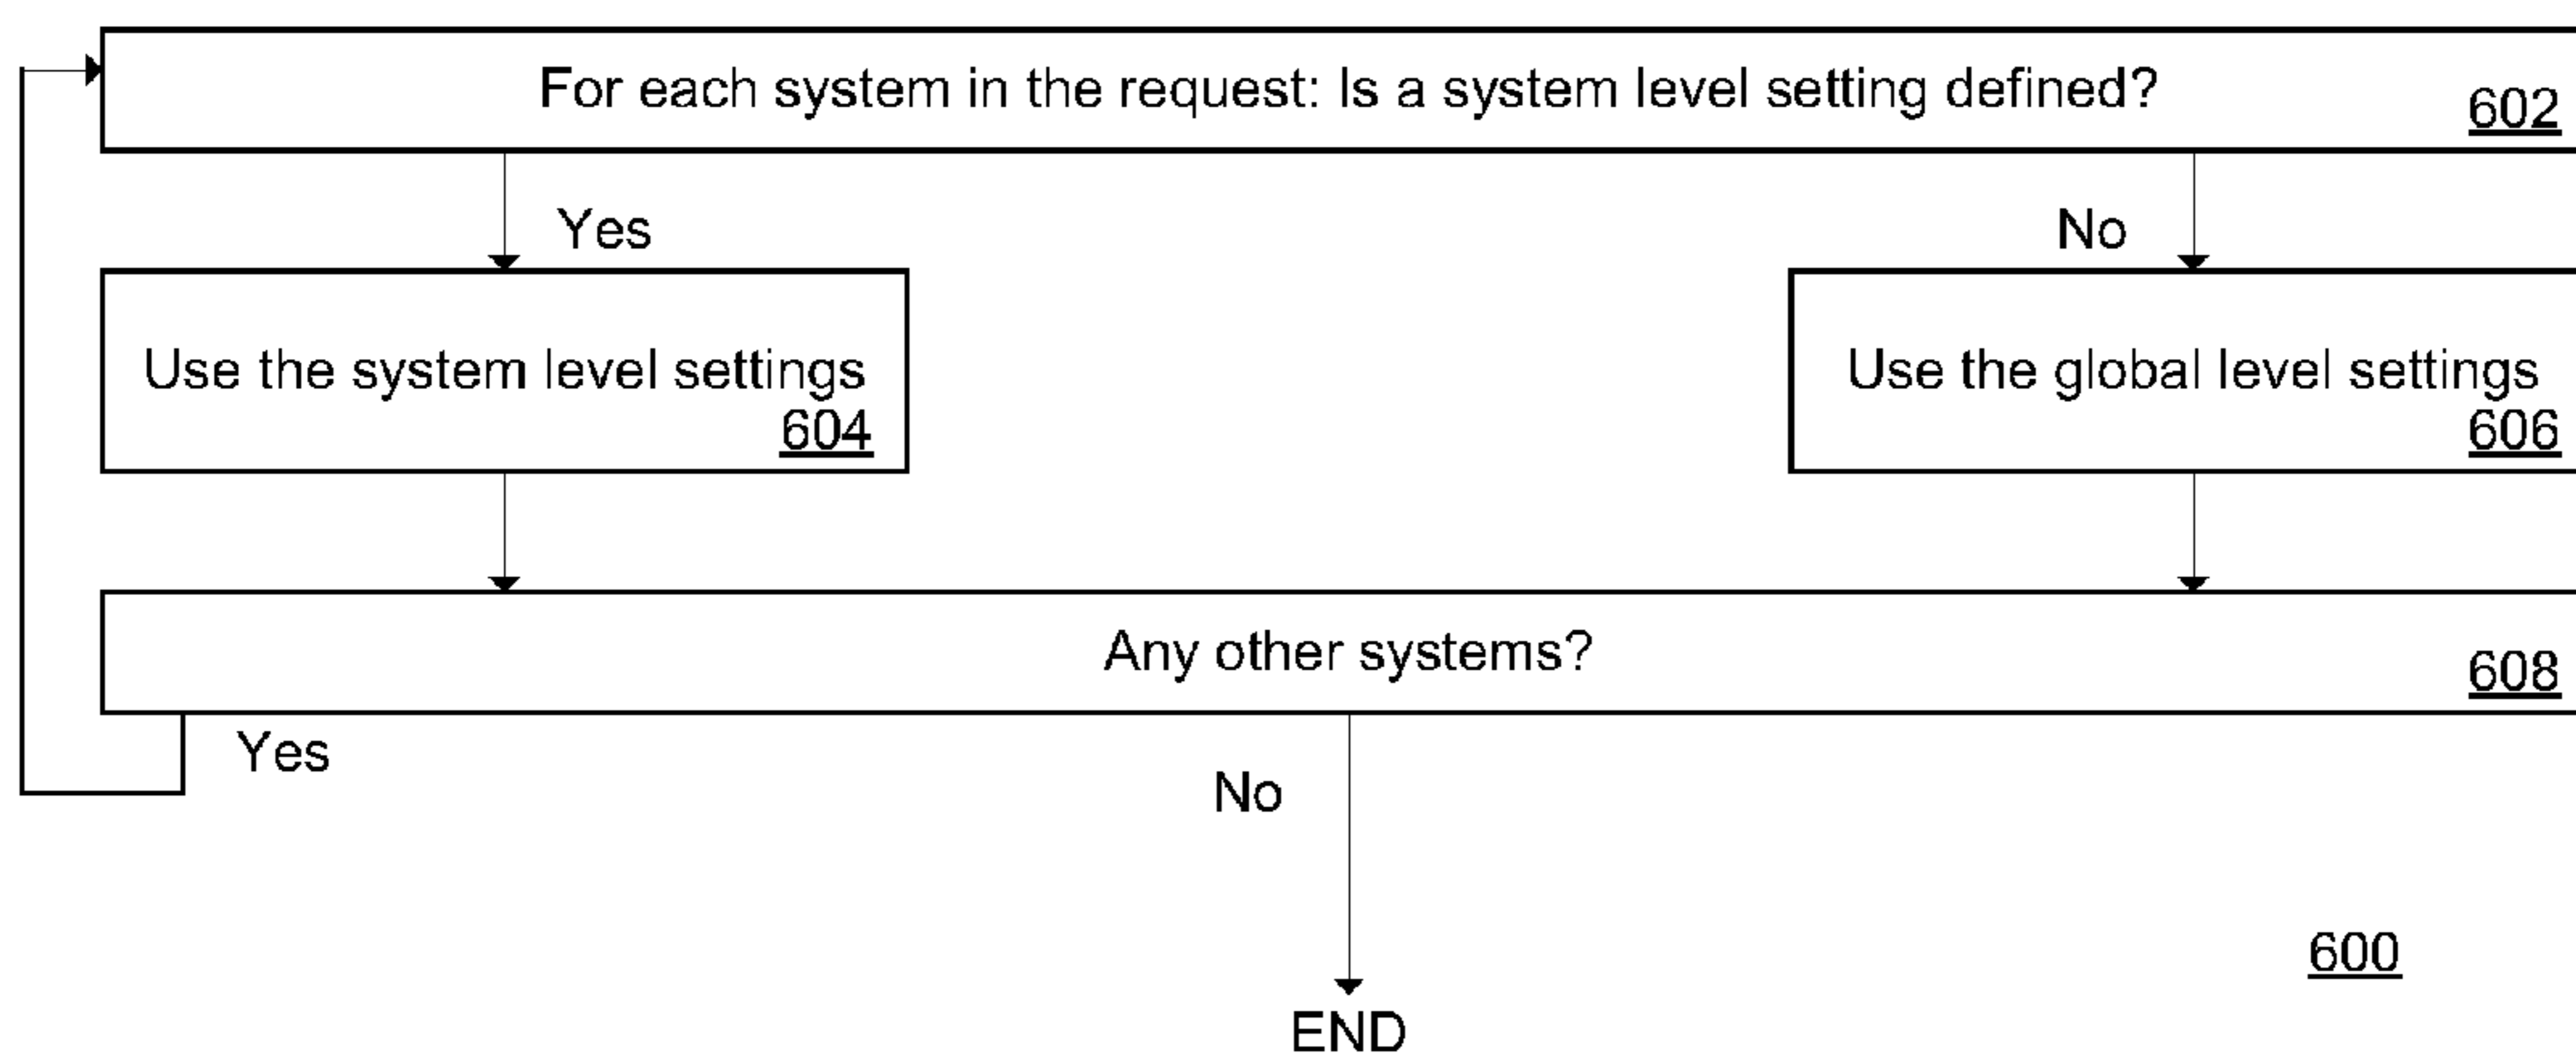 For each system in the request: Is a system level setting defined?
602
Yes
No
Use the system level settings
604
Use the global level settings
606
Any other systems?
608
Yes
No
600
END